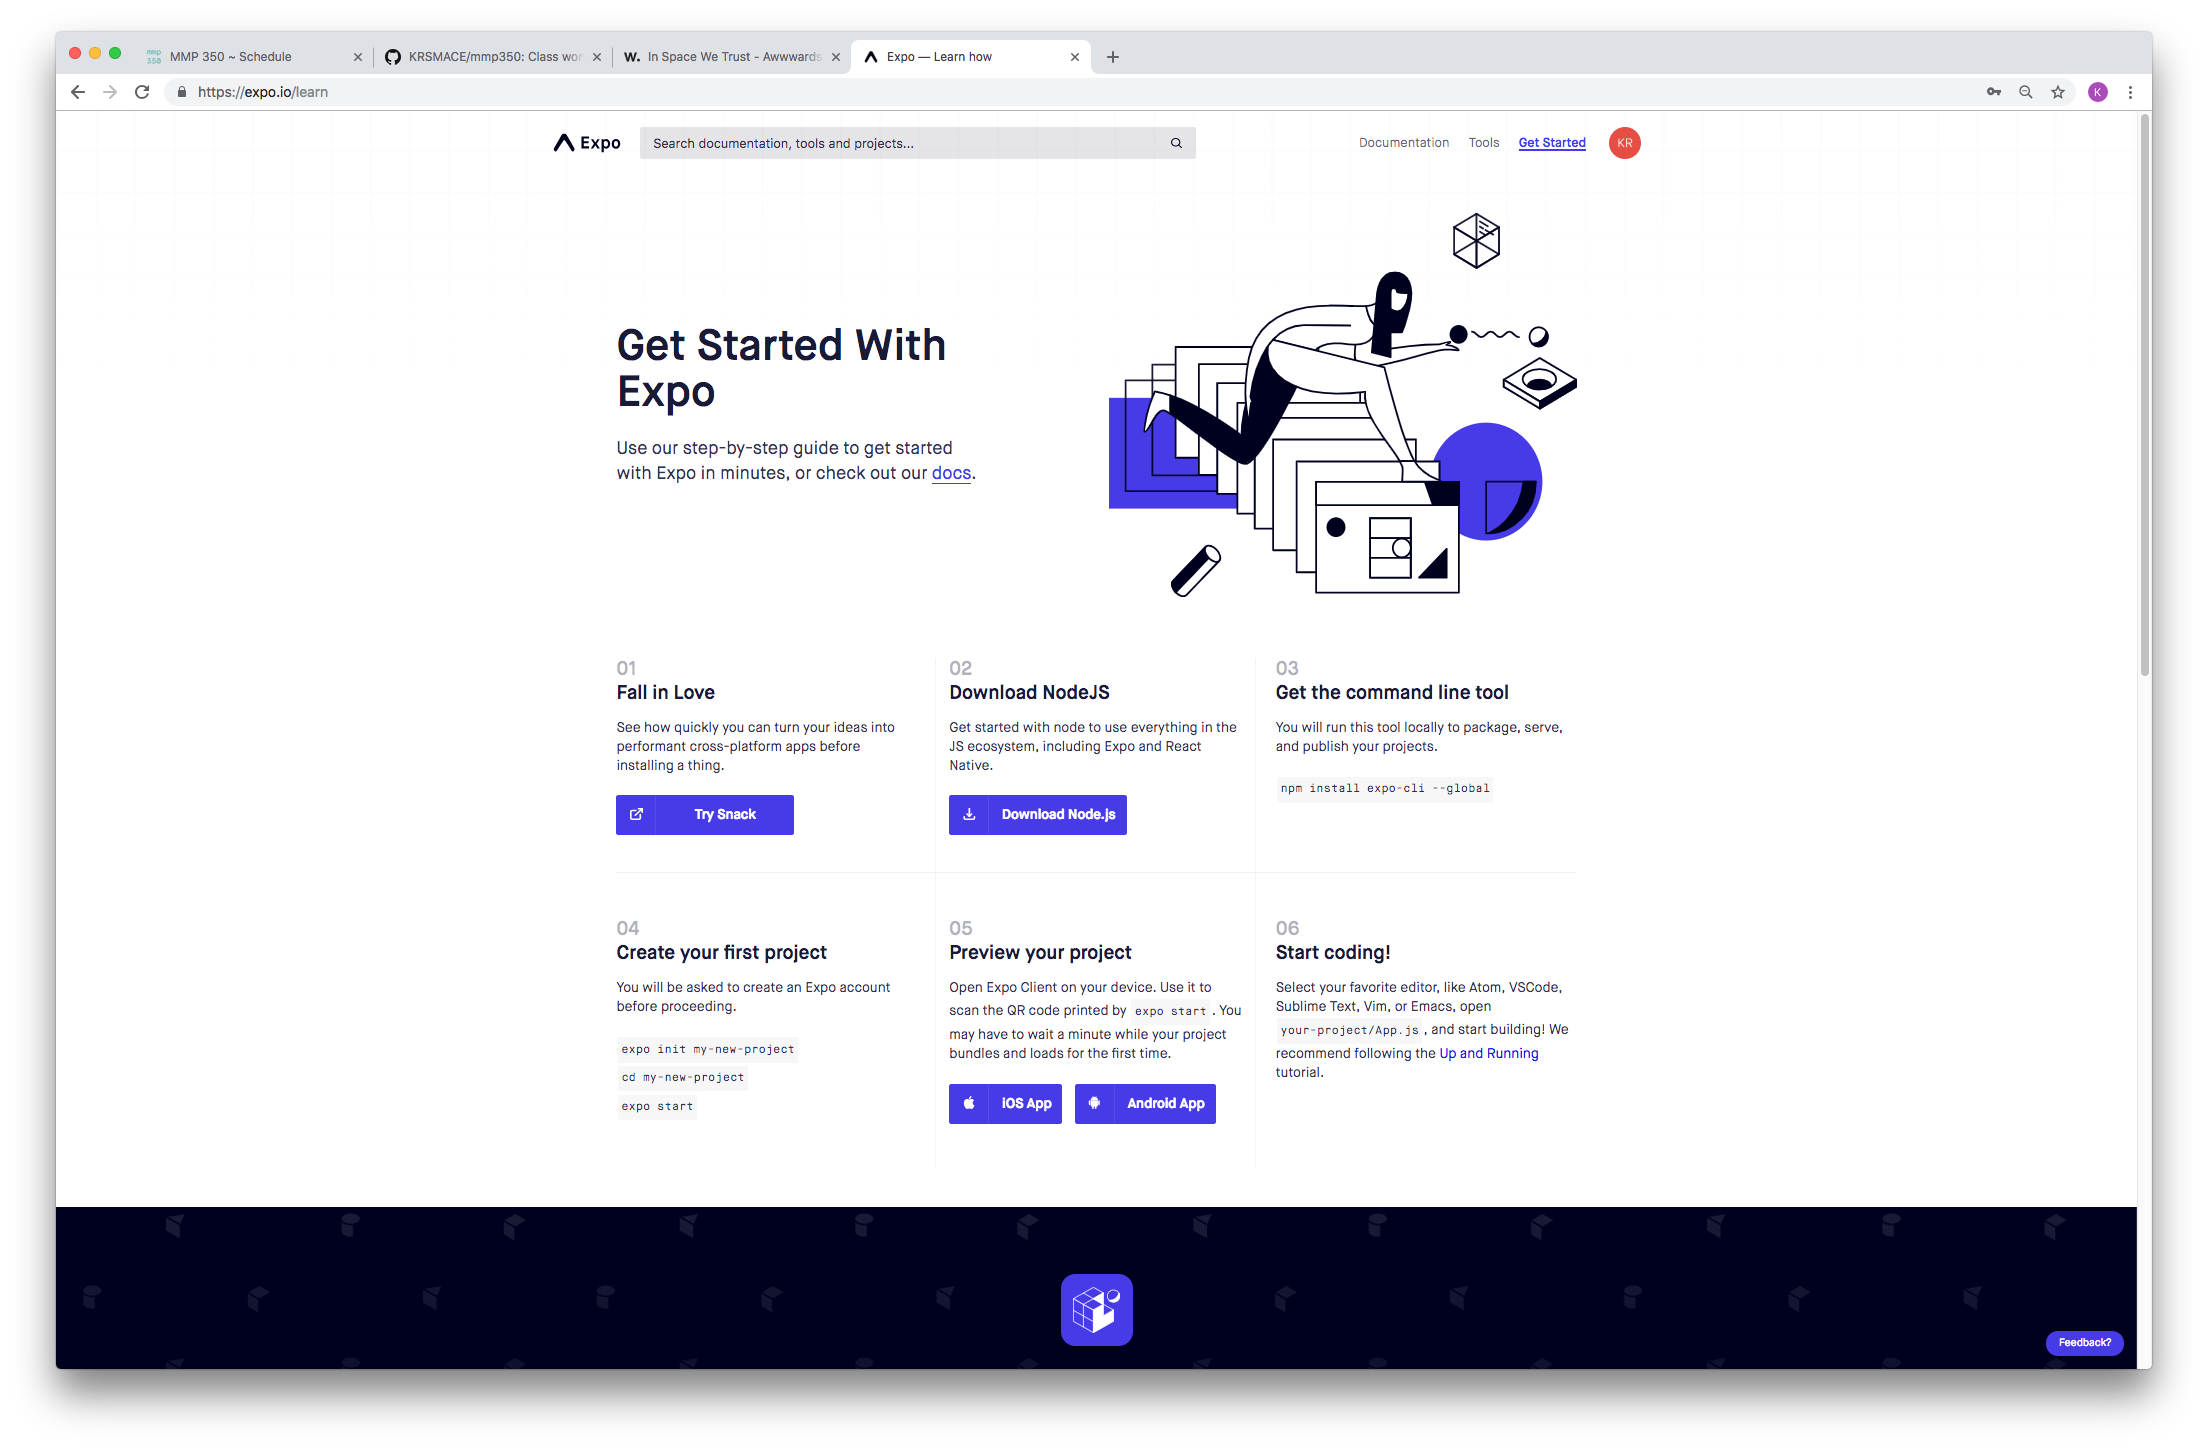 mmp 350
MMP 350 ~ Schedule
KRSMACE/mmp350: Class wor
W.
In Space We Trust - Awwwards
Expo — Learn how
https://expo.io/learn
K
Expo
Search documentation, tools and projects...
Documentation
Tools
Get Started
KR
Get Started With
Expo
Use our step-by-step guide to get started
with Expo in minutes, or check out our docs.
01
Fall in Love
See how quickly you can turn your ideas into
performant cross-platform apps before
installing a thing.
Try Snack
02
Download NodeJS
Get started with node to use everything in the
JS ecosystem, including Expo and React
Native.
Download Node.js
03
Get the command line tool
You will run this tool locally to package, serve,
and publish your projects.
npm install expo-cli --global
04
Create your first project
You will be asked to create an Expo account
before proceeding.
expo init my-new-project
cd my-new-project
expo start
05
Preview your project
Open Expo Client on your device. Use it to
scan the QR code printed by expo start . You
may have to wait a minute while your project
bundles and loads for the first time.
iOS App
Android App
06
Start coding!
Select your favorite editor, like Atom, VSCode,
Sublime Text, Vim, or Emacs, open
your-project/App.js , and start building! We
recommend following the Up and Running
tutorial.
Feedback?